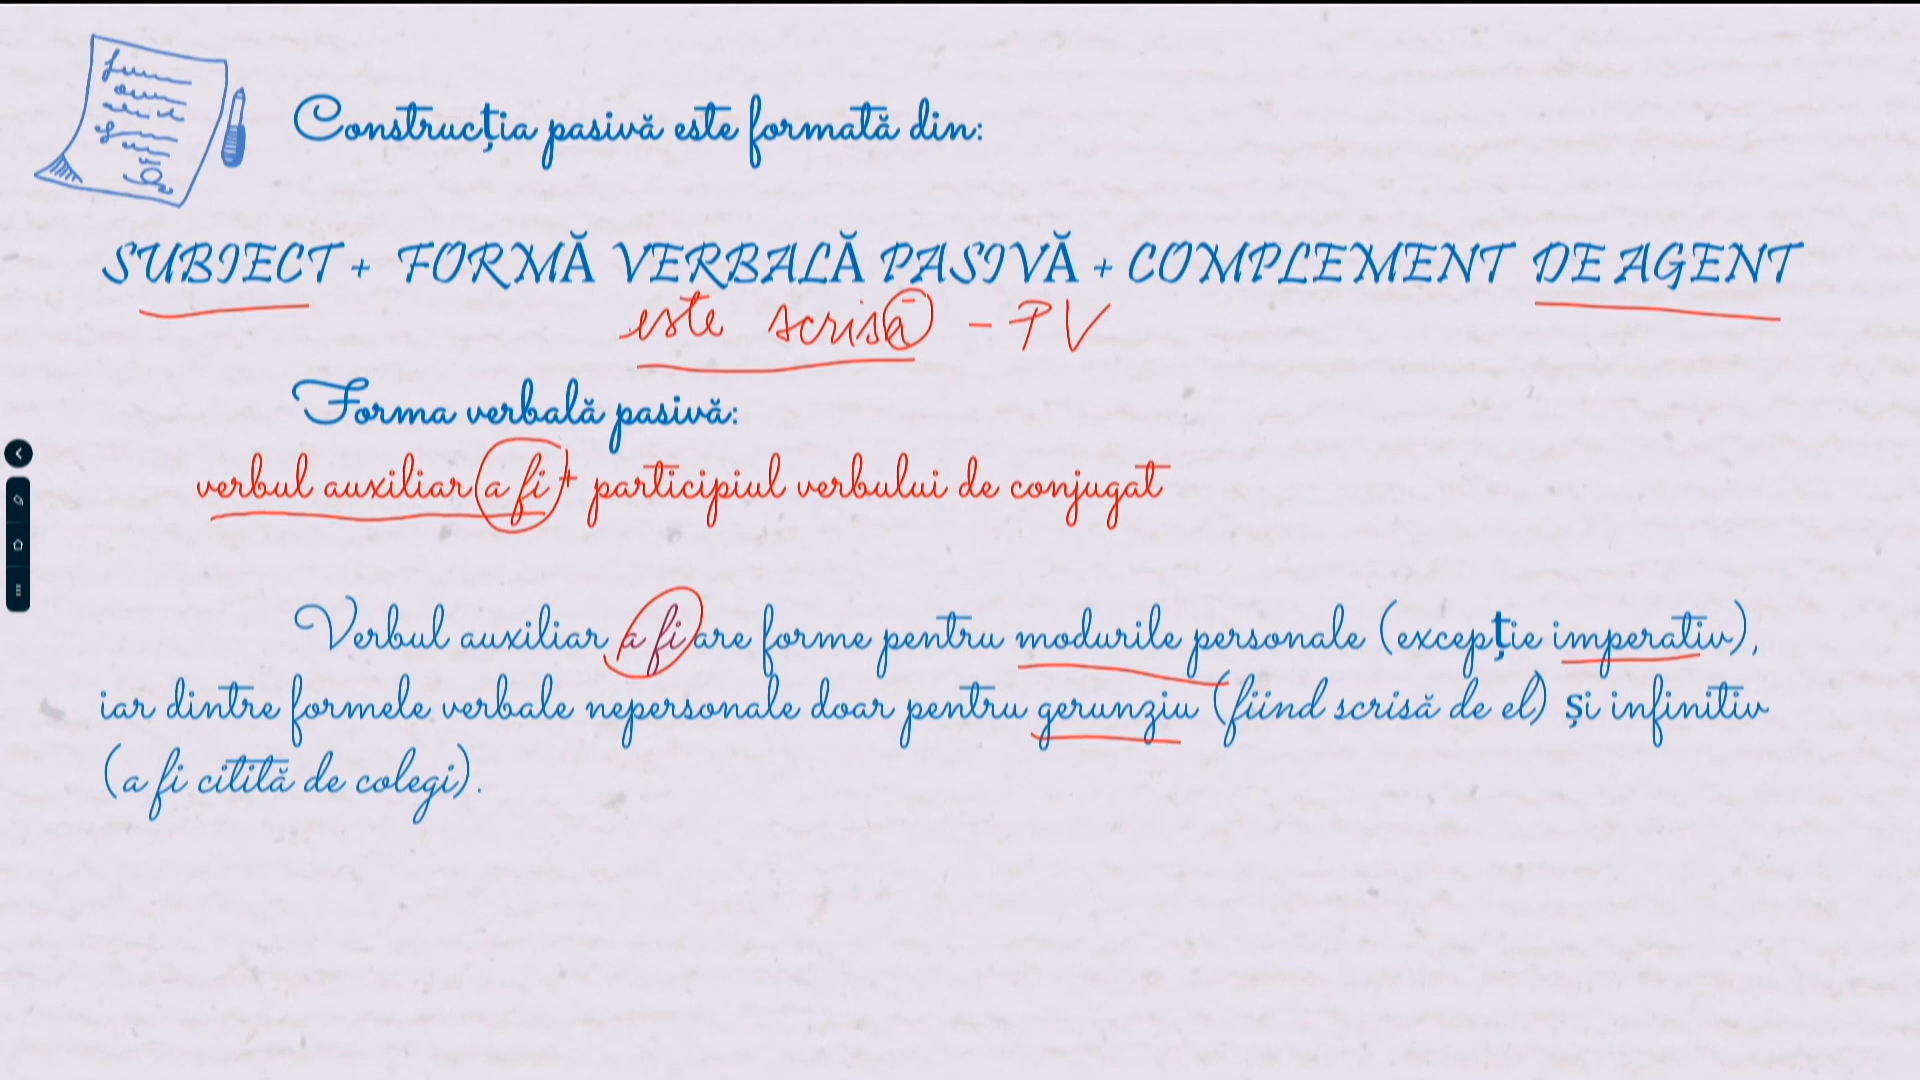 Construcția pasivă este formată din:
SUBIECT + FORMĂ VERBALĂ PASIVĂ + COMPLEMENT DE AGENT
este scrisă - PV
Forma verbală pasivă:
verbul auxiliar a fi + participiul verbului de conjugat
Verbul auxiliar a fi are forme pentru modurile personale (excepție imperativ),
iar dintre formele verbale nepersonale doar pentru gerunziu (fiind scrisă de el) și infinitiv
(a fi citită de colegi).